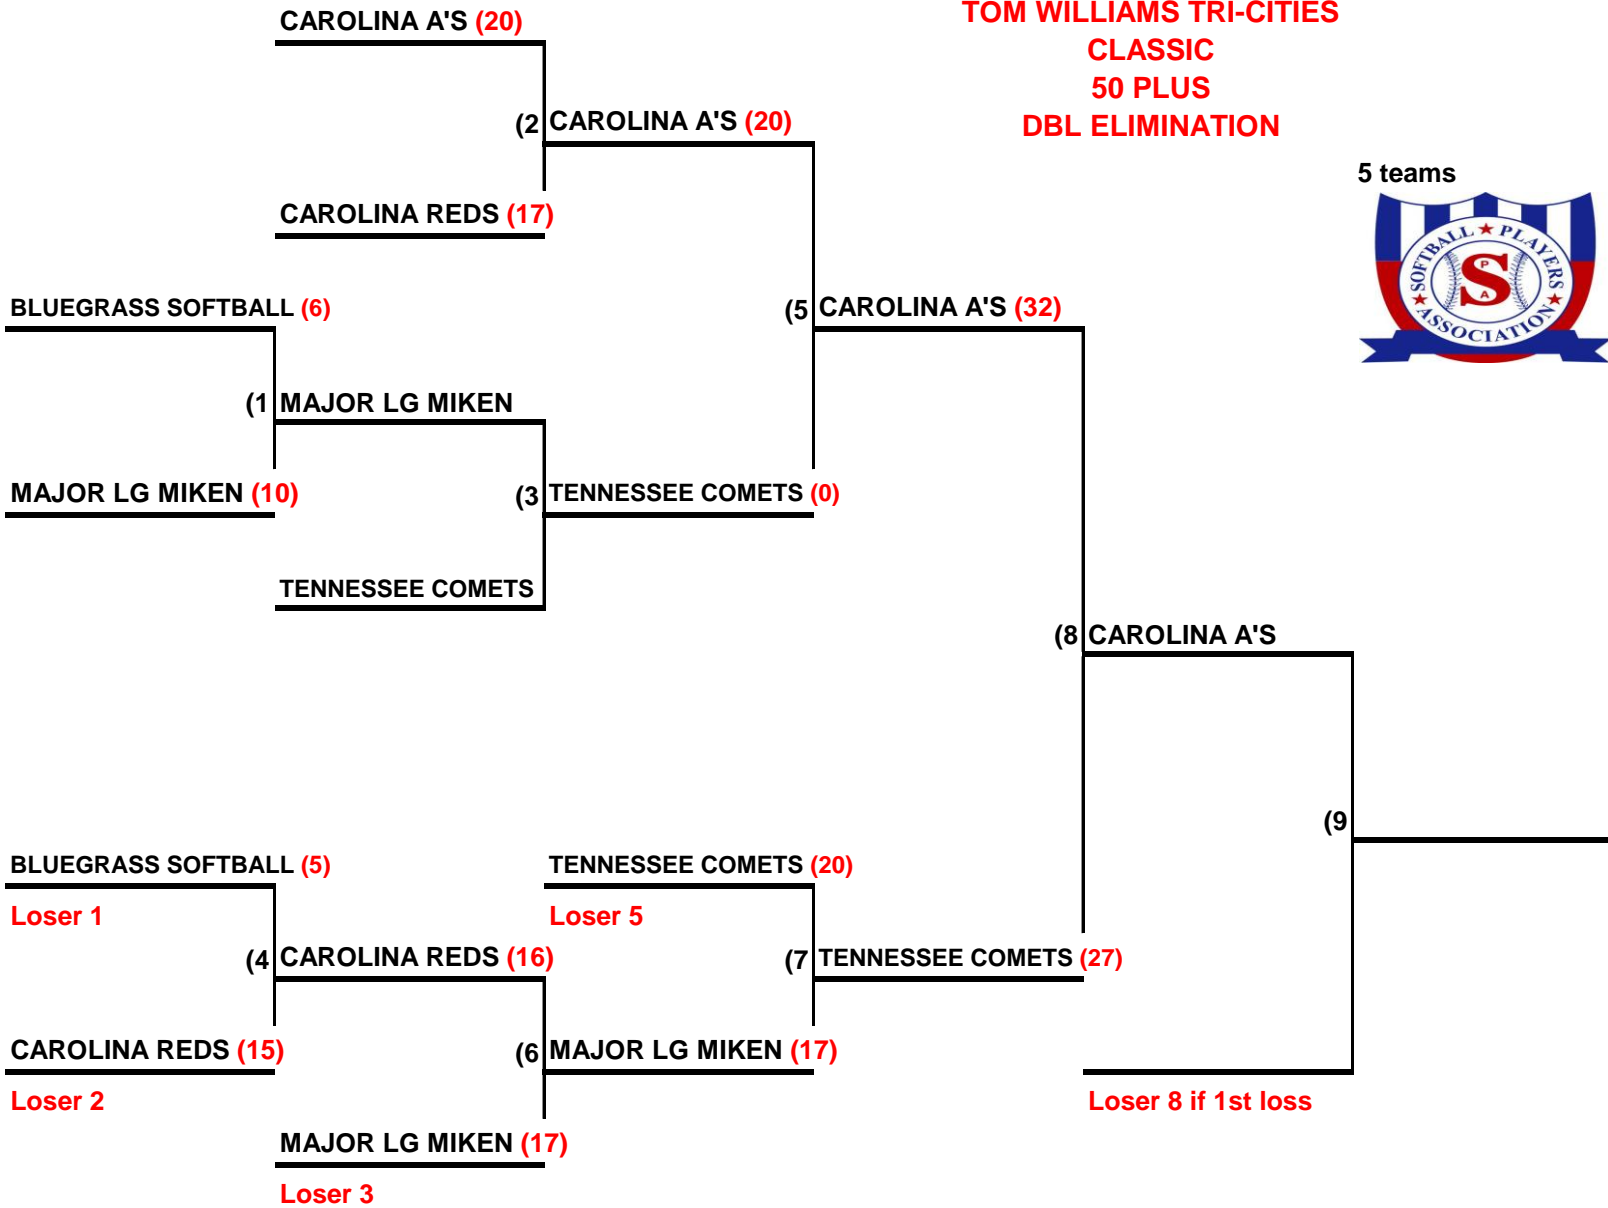 CAROLINA A'S (20)
TOM WILLIAMS TRI-CITIES
CLASSIC
50 PLUS
DBL ELIMINATION
(2 CAROLINA A'S (20)
5 teams
CAROLINA REDS (17)
SOFTBALL ★ PLAYERS ★ ASSOCIATION ★
S
P
A
BLUEGRASS SOFTBALL (6)
(5 CAROLINA A'S (32)
(1 MAJOR LG MIKEN
MAJOR LG MIKEN (10)
(3 TENNESSEE COMETS (0)
TENNESSEE COMETS
(8 CAROLINA A'S
(9
BLUEGRASS SOFTBALL (5)
TENNESSEE COMETS (20)
Loser 1
Loser 5
(4 CAROLINA REDS (16)
(7 TENNESSEE COMETS (27)
CAROLINA REDS (15)
(6 MAJOR LG MIKEN (17)
Loser 2
Loser 8 if 1st loss
MAJOR LG MIKEN (17)
Loser 3